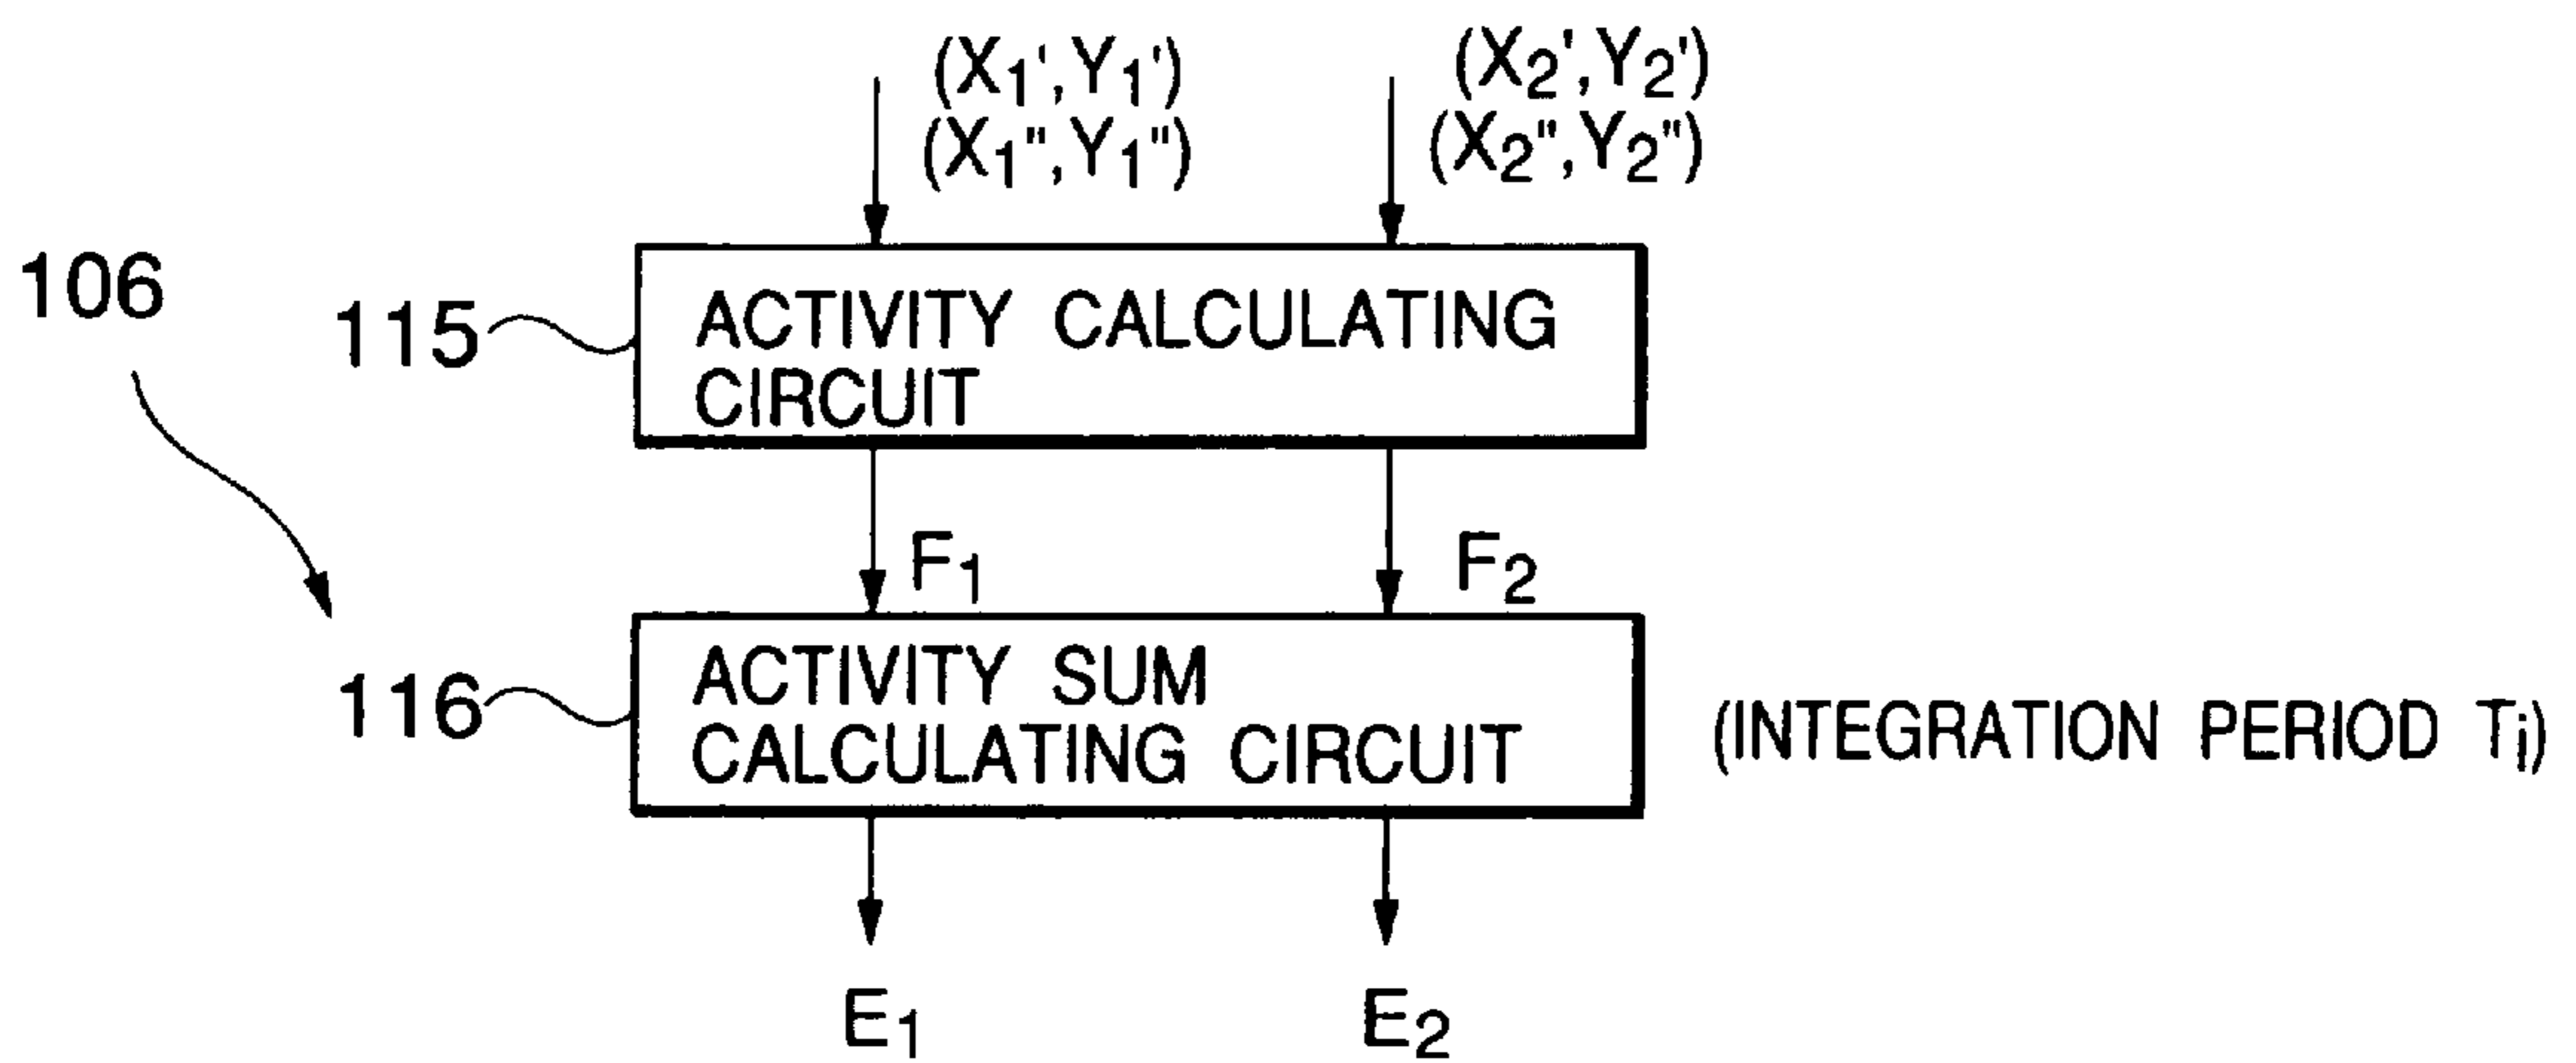 (X1',Y1')
(X1",Y1")
(X2',Y2')
(X2",Y2")
106
115
ACTIVITY CALCULATING
CIRCUIT
F1
F2
116
ACTIVITY SUM
CALCULATING CIRCUIT
(INTEGRATION PERIOD Ti)
E1
E2